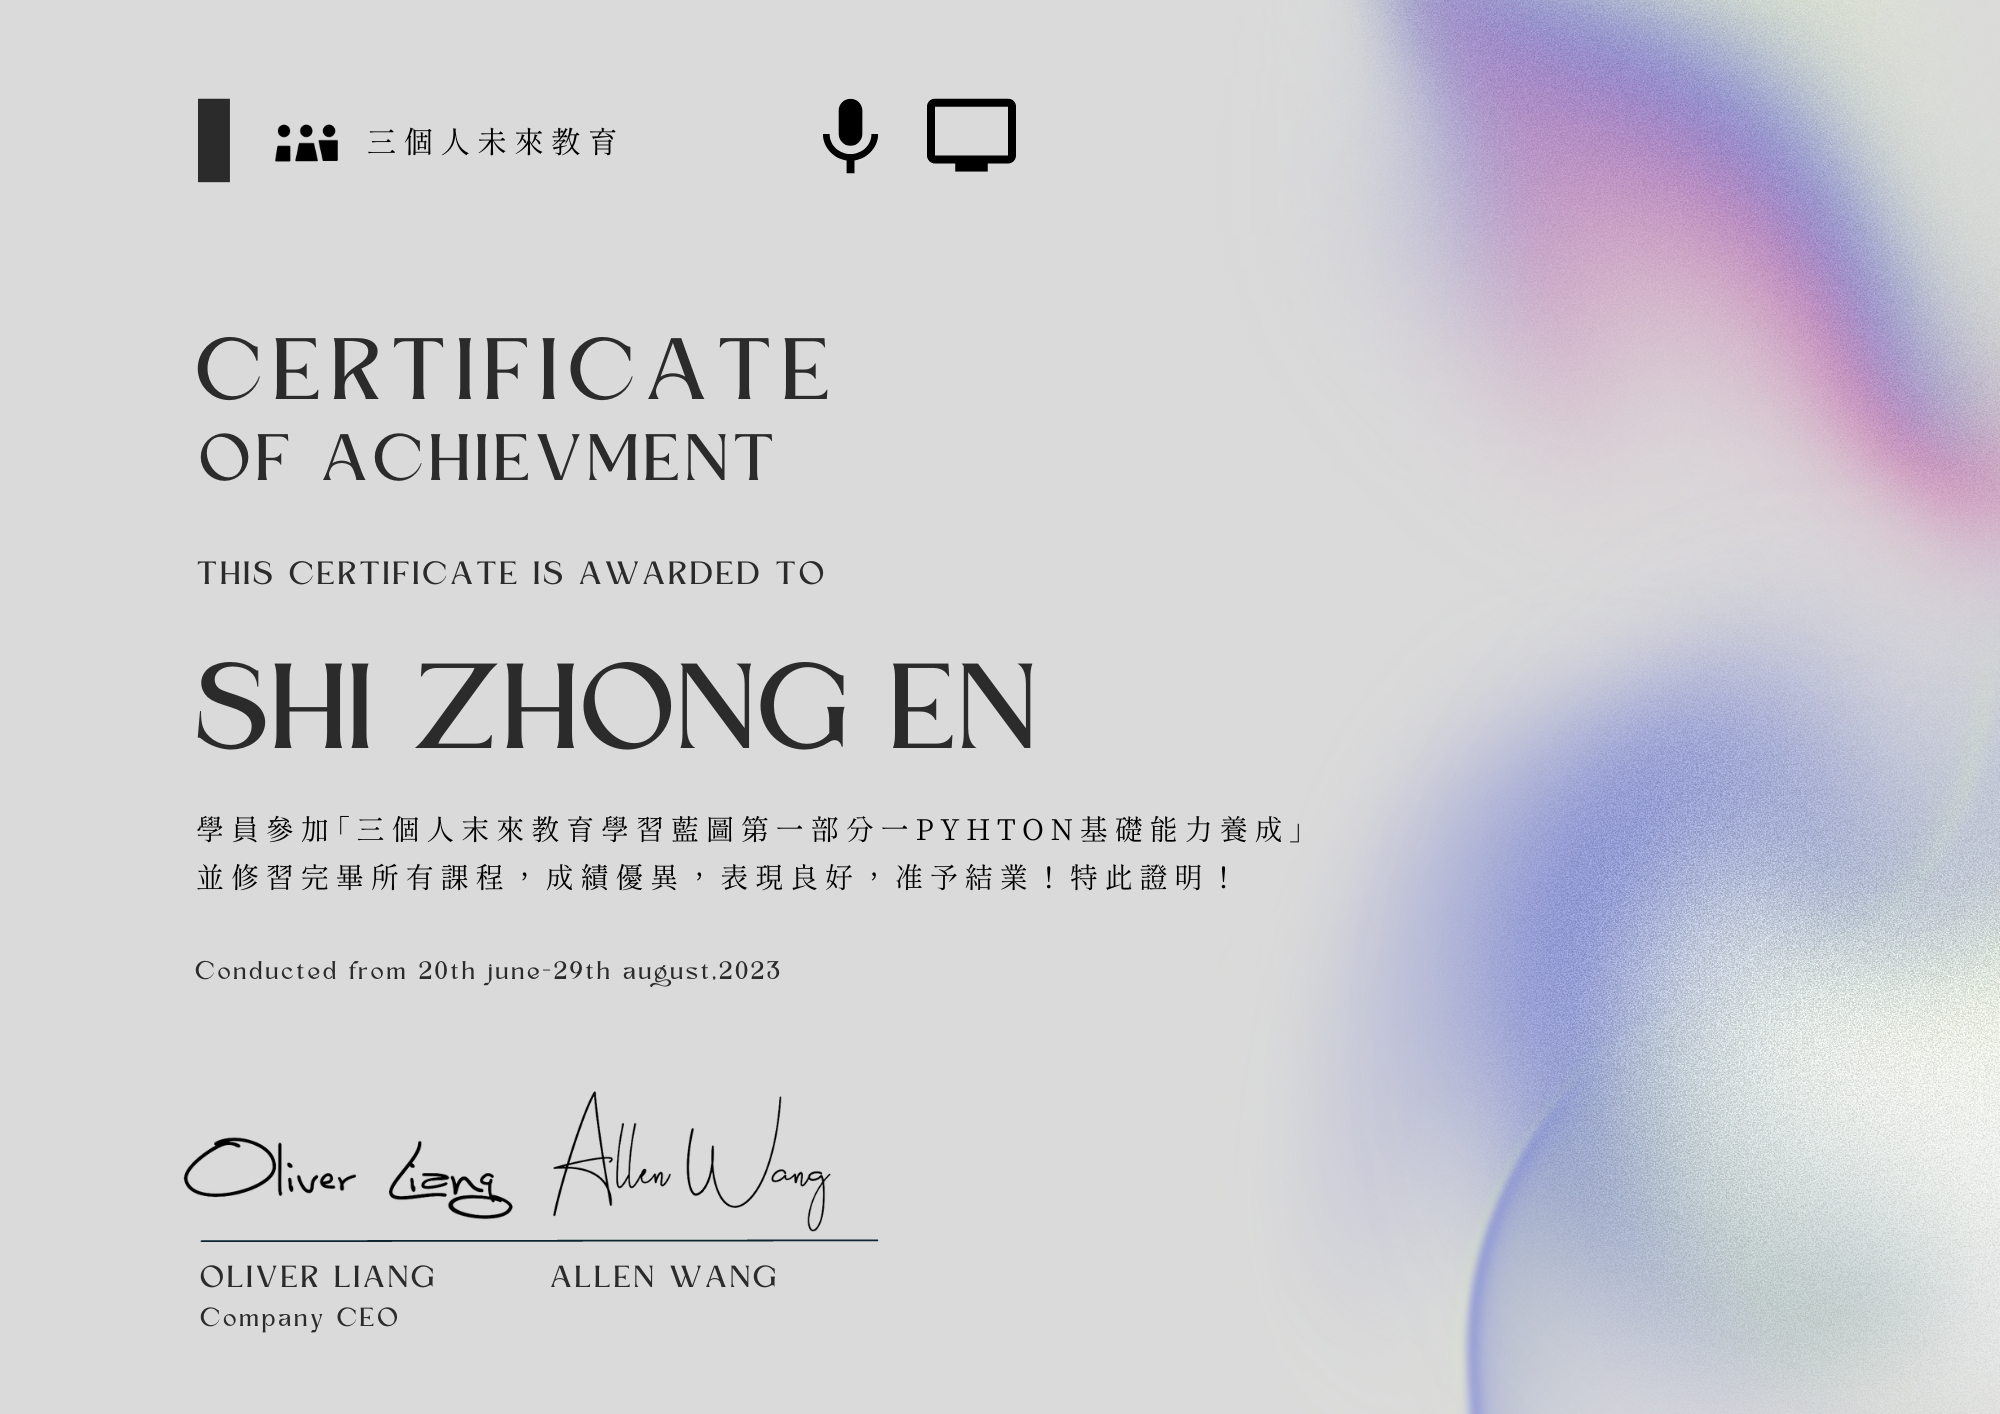 三個人未來教育
CERTIFICATE
OF ACHIEVMENT
THIS CERTIFICATE IS AWARDED TO
SHI ZHONG EN
學員參加「三個人末來教育學習藍圖第一部分一PYHTON基礎能力養成」
並修習完畢所有課程，成績優異，表現良好，准予結業！特此證明！
Conducted from 20th june-29th august.2023
Oliver Liang Allen Wang
OLIVER LIANG ALLEN WANG
Company CEO